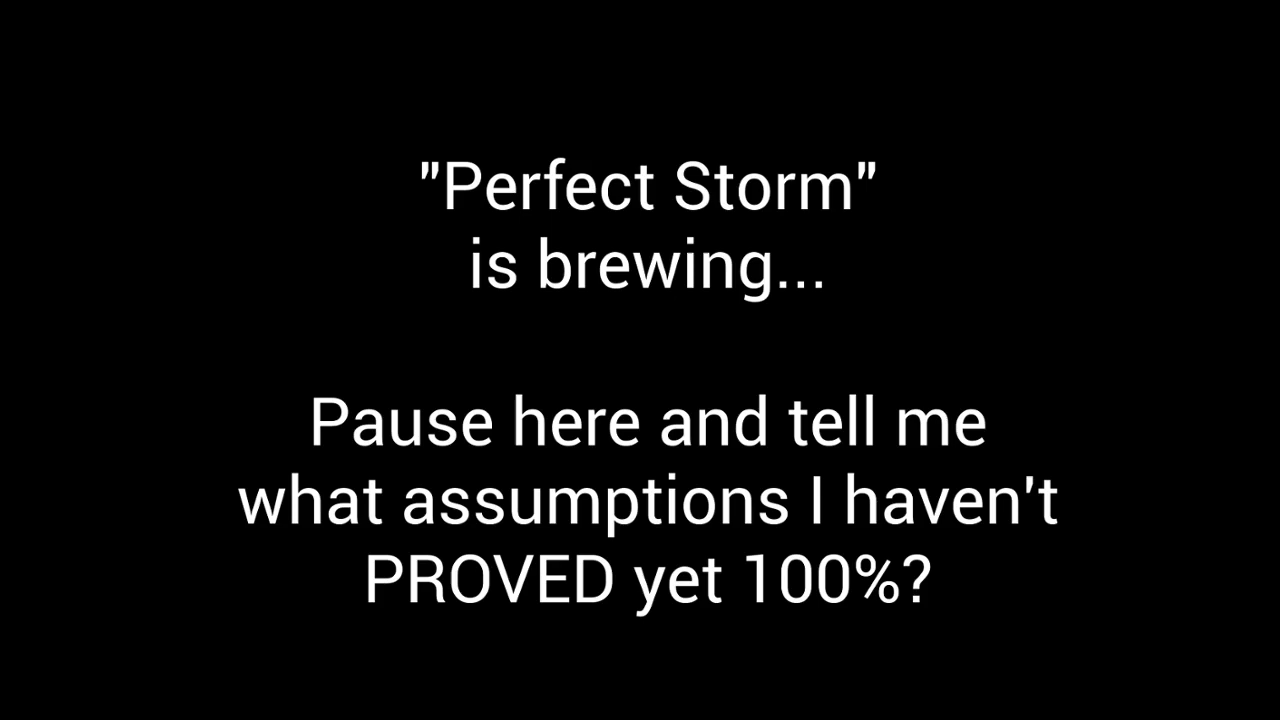 "Perfect Storm"
is brewing...
Pause here and tell me
what assumptions I haven't
PROVED yet 100%?